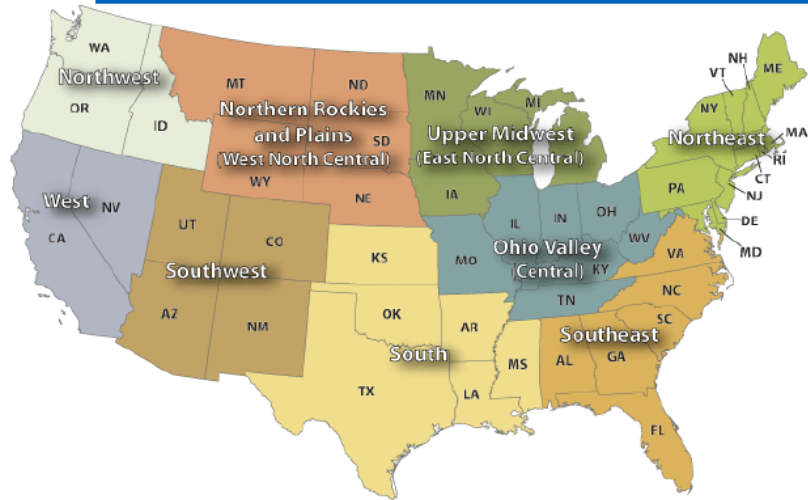 WA
Northwest
OR
ID
MT
ND
Northern Rockies
and Plains
(West North Central)
SD
WY
NE
MN
WI
MI
Upper Midwest
(East North Central)
IA
NH
VT
ME
NY
MA
Northeast
RI
CT
PA
NJ
DE
MD
West
NV
CA
UT
CO
Southwest
AZ
NM
KS
OK
AR
South
TX
LA
MS
IL
IN
OH
WV
Ohio Valley
(Central)
MO
KY
TN
VA
NC
SC
Southeast
AL
GA
FL